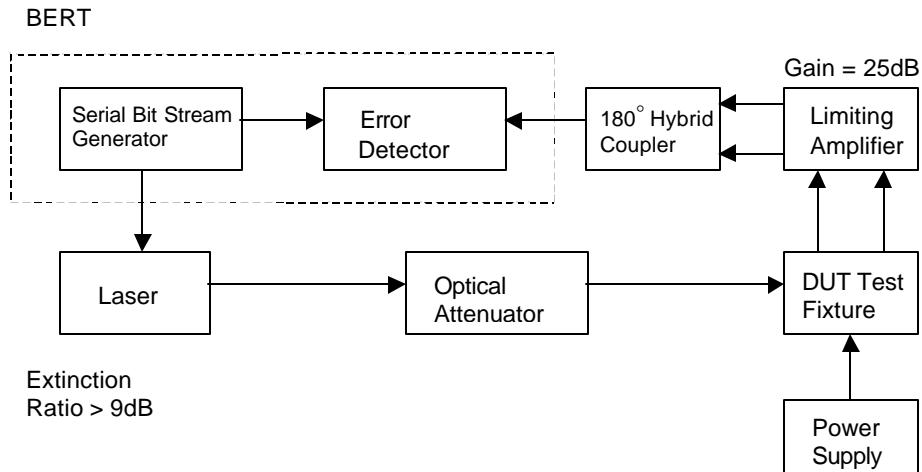 BERT
Gain = 25dB
Serial Bit Stream
Generator
Error
Detector
180° Hybrid
Coupler
Limiting
Amplifier
Laser
Optical
Attenuator
DUT Test
Fixture
Extinction
Ratio > 9dB
Power
Supply